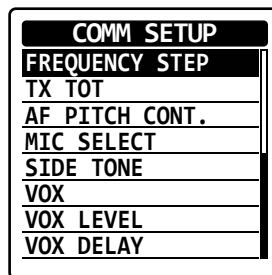 COMM SETUP
FREQUENCY STEP
TX TOT
AF PITCH CONT.
MIC SELECT
SIDE TONE
VOX
VOX LEVEL
VOX DELAY